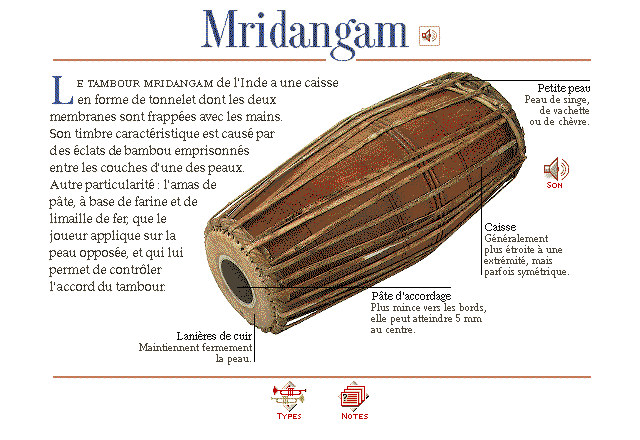 Mridangam
LE TAMBOUR MRIDANGAM de l'Inde a une caisse
en forme de tonnelet dont les deux
membranes sont frappées avec les mains.
Son timbre caractéristique est causé par
des éclats de bambou emprisonnés
entre les couches d'une des peaux.
Autre particularité : l'amas de
pâte, à base de farine et de
limaille de fer, que le
joueur applique sur la
peau opposée, et qui lui
permet de contrôler
l'accord du tambour.
Petite peau
Peau de singe,
de vachette
ou de chèvre.
SON
Caisse
Généralement
plus étroite à une
extrémité, mais
parfois symétrique.
Pâte d'accordage
Plus mince vers les bords,
elle peut atteindre 5 mm
au centre.
Lanières de cuir
Maintiennent fermement
la peau.
TYPES
NOTES